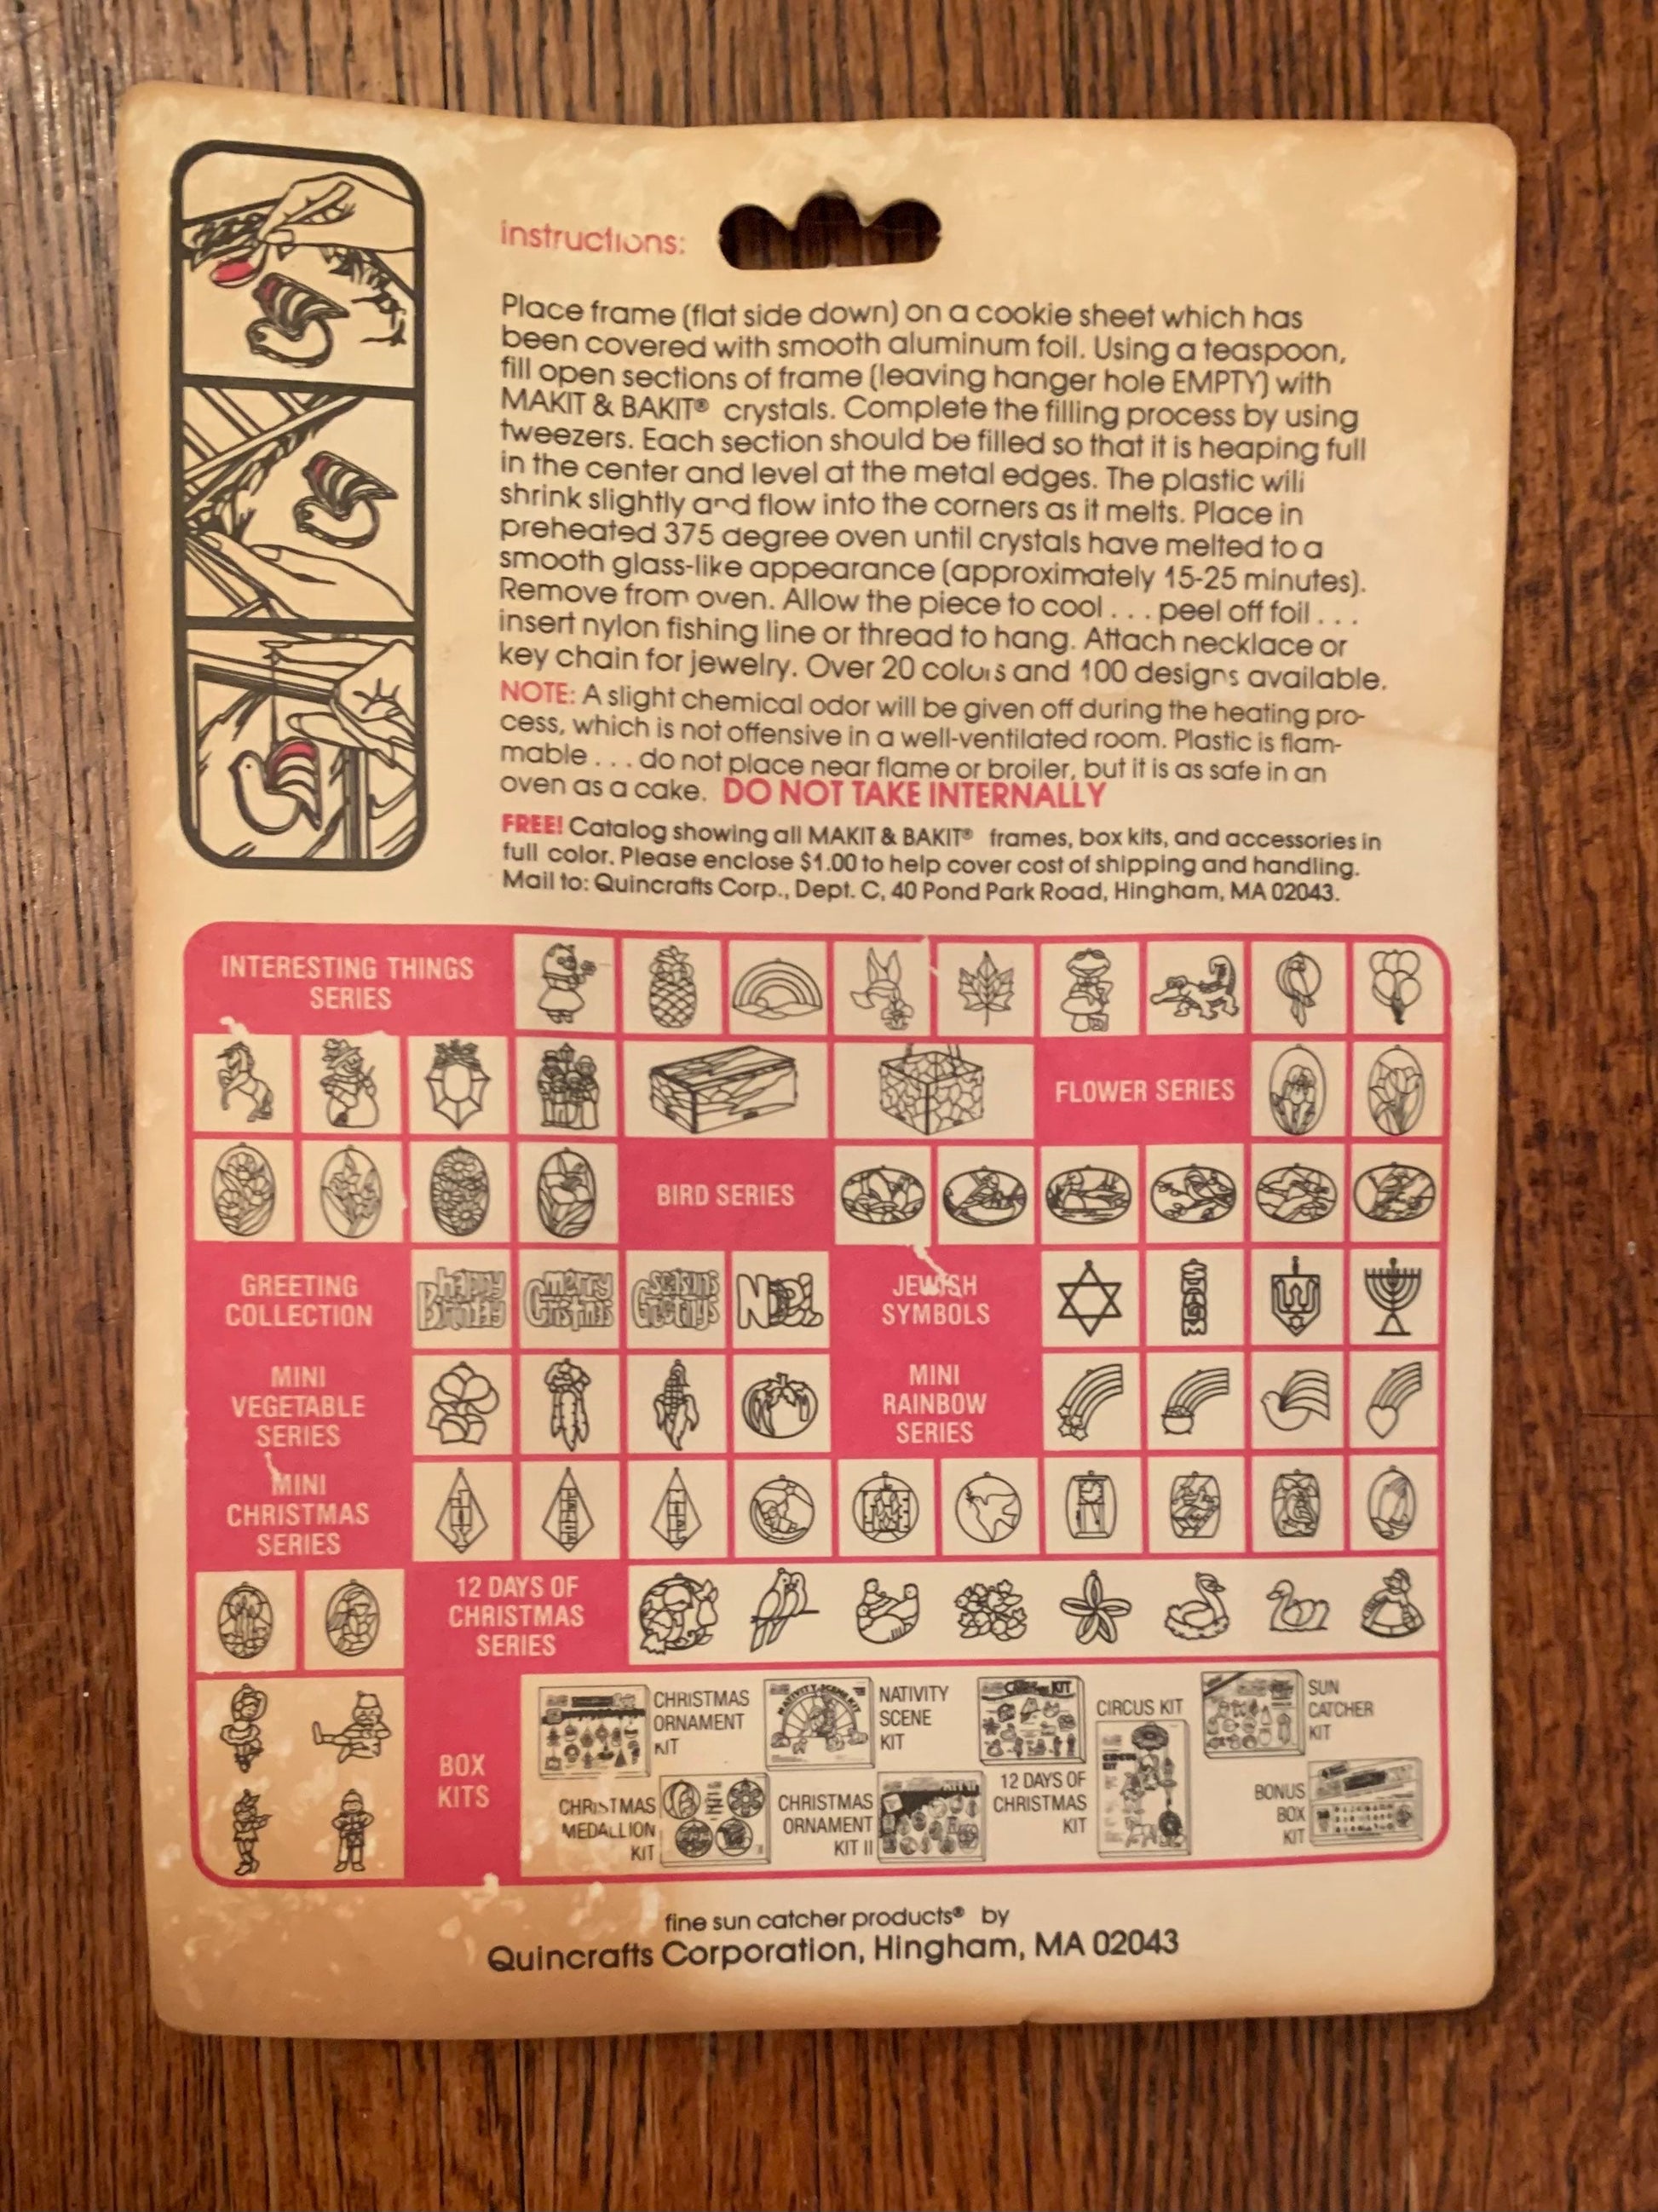 instructions:
Place frame (flat side down) on a cookie sheet which has
been covered with smooth aluminum foil. Using a teaspoon,
fill open sections of frame (leaving hanger hole EMPTY) with
MAKIT & BAKIT® crystals. Complete the filling process by using
tweezers. Each section should be filled so that it is heaping full
in the center and level at the metal edges. The plastic will
shrink slightly and flow into the corners as it melts. Place in
preheated 375 degree oven until crystals have melted to a
smooth glass-like appearance (approximately 15-25 minutes).
Remove from oven. Allow the piece to cool . . . peel off foil . . .
insert nylon fishing line or thread to hang. Attach necklace or
key chain for jewelry. Over 20 colors and 100 designs available.
NOTE: A slight chemical odor will be given off during the heating pro-
cess, which is not offensive in a well-ventilated room. Plastic is flam-
mable . . . do not place near flame or broiler, but it is as safe in an
oven as a cake. DO NOT TAKE INTERNALLY
FREE! Catalog showing all MAKIT & BAKIT® frames, box kits, and accessories in
full color. Please enclose $1.00 to help cover cost of shipping and handling.
Mail to: Quincrafts Corp., Dept. C, 40 Pond Park Road, Hingham, MA 02043.
INTERESTING THINGS
SERIES
FLOWER SERIES
BIRD SERIES
GREETING
COLLECTION
happy
Birthday
merry
Christmas
seasons
Greetings
Noel
JEWISH
SYMBOLS
MINI
VEGETABLE
SERIES
MINI
RAINBOW
SERIES
MINI
CHRISTMAS
SERIES
12 DAYS OF
CHRISTMAS
SERIES
BOX
KITS
CHRISTMAS
ORNAMENT
KIT
NATIVITY SCENE KIT
NATIVITY
SCENE
KIT
KIT
CIRCUS KIT
SUN
CATCHER
KIT
CHRISTMAS
MEDALLION
KIT
CHRISTMAS
ORNAMENT
KIT II
KIT II
12 DAYS OF
CHRISTMAS
KIT
BONUS
BOX
KIT
fine sun catcher products® by
Quincrafts Corporation, Hingham, MA 02043